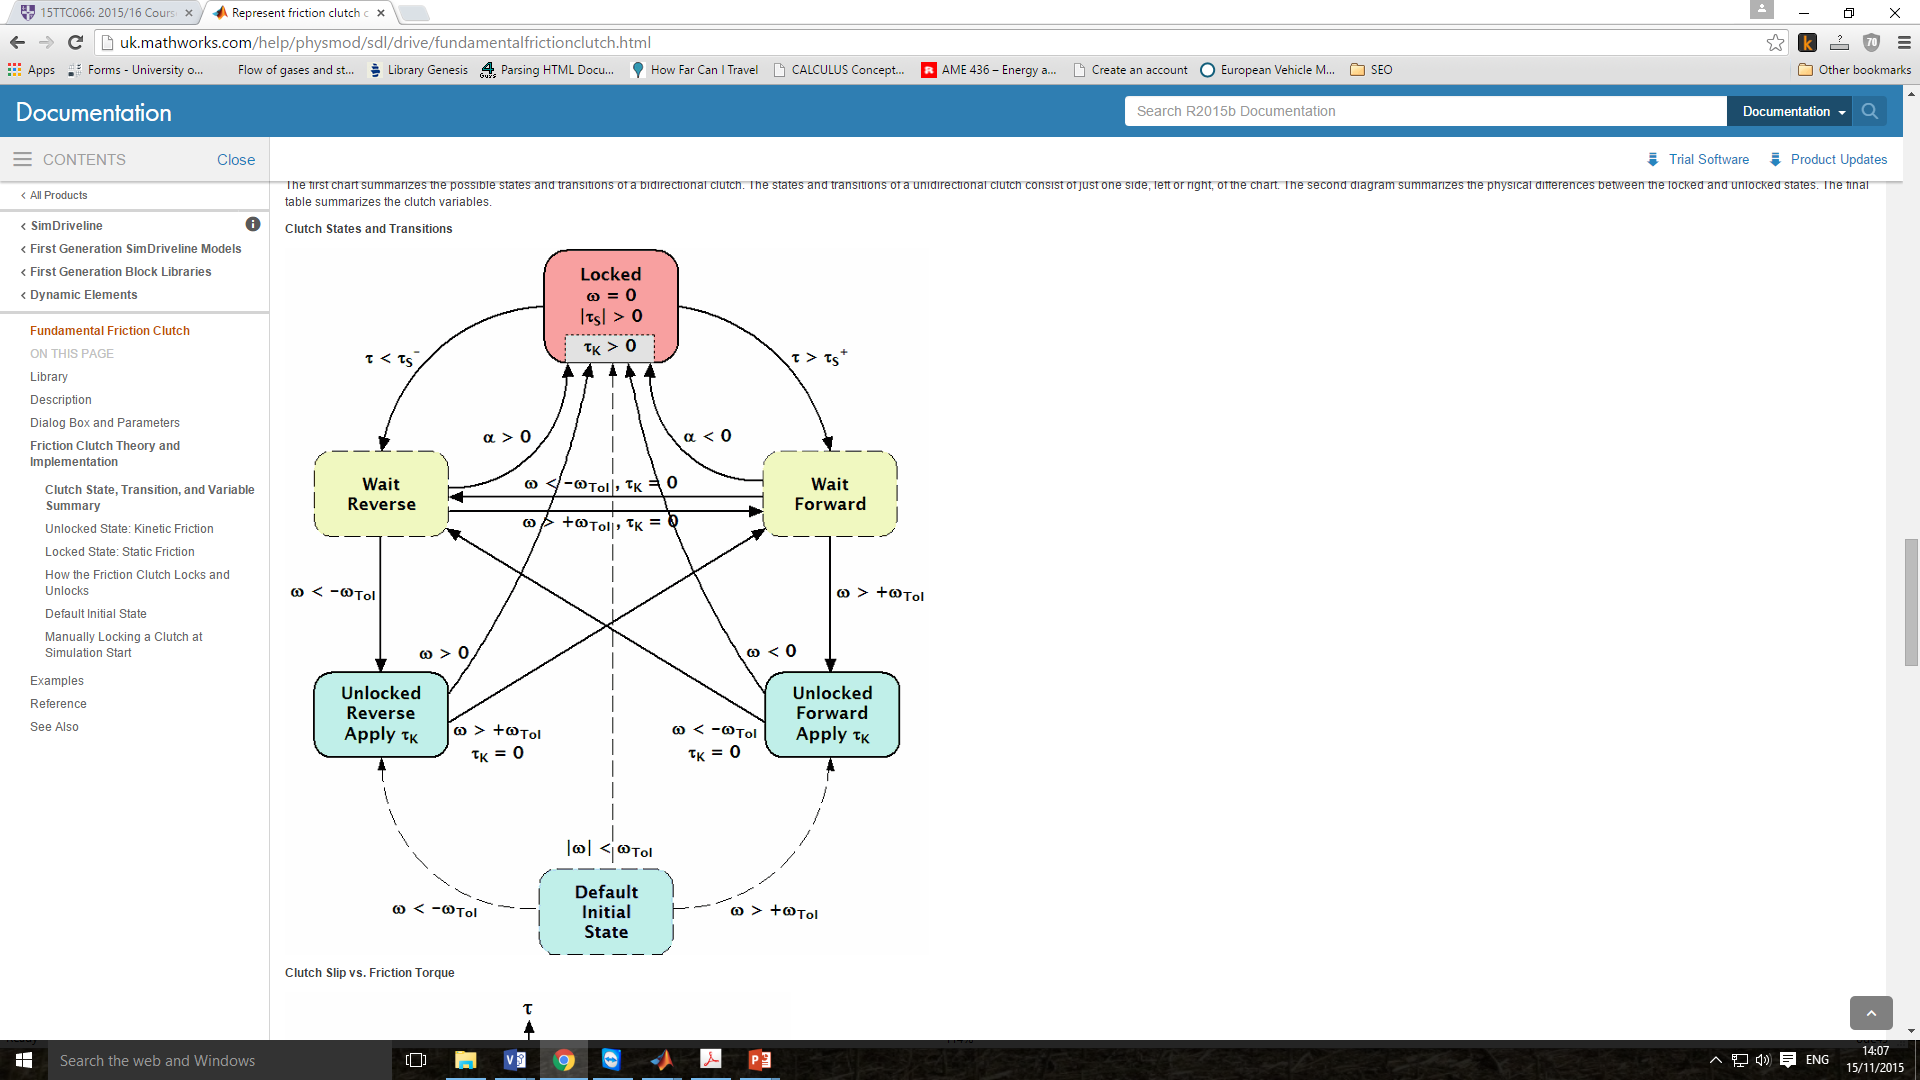 15TTC066: 2015/16 Cours
Represent friction clutch c
uk.mathworks.com/help/physmod/sdl/drive/fundamentalfrictionclutch.html
70
Apps
Forms - University o...
Flow of gases and st...
Library Genesis
Parsing HTML Docu...
How Far Can I Travel
CALCULUS Concept...
AME 436 – Energy a...
Create an account
European Vehicle M...
SEO
Other bookmarks
Documentation
Search R2015b Documentation
Documentation
CONTENTS
Close
Trial Software
Product Updates
‹ All Products
‹ SimDriveline
‹ First Generation SimDriveline Models
‹ First Generation Block Libraries
‹ Dynamic Elements
Fundamental Friction Clutch
ON THIS PAGE
Library
Description
Dialog Box and Parameters
Friction Clutch Theory and
Implementation
Clutch State, Transition, and Variable
Summary
Unlocked State: Kinetic Friction
Locked State: Static Friction
How the Friction Clutch Locks and
Unlocks
Default Initial State
Manually Locking a Clutch at
Simulation Start
Examples
Reference
See Also
The first chart summarizes the possible states and transitions of a bidirectional clutch. The states and transitions of a unidirectional clutch consist of just one side, left or right, of the chart. The second diagram summarizes the physical differences between the locked and unlocked states. The final
table summarizes the clutch variables.
Clutch States and Transitions
Locked
ω = 0
|τS| > 0
τK > 0
τ < τS−
τ > τS+
α > 0
α < 0
Wait
Reverse
ω < −ωTol , τK = 0
ω > +ωTol , τK = 0
Wait
Forward
ω < −ωTol
ω > +ωTol
ω > 0
ω < 0
Unlocked
Reverse
Apply τK
ω > +ωTol
τK = 0
ω < −ωTol
τK = 0
Unlocked
Forward
Apply τK
|ω| < ωTol
Default
Initial
State
ω < −ωTol
ω > +ωTol
Clutch Slip vs. Friction Torque
τ
Search the web and Windows
ENG
14:07
15/11/2015